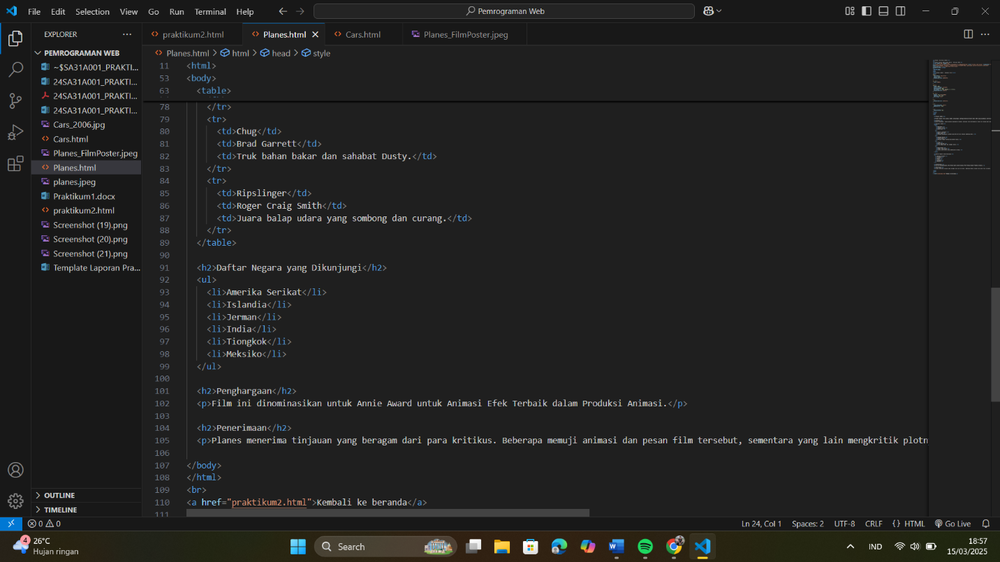 File Edit Selection View Go Run Terminal Help
Pemrograman Web
EXPLORER
praktikum2.html
Planes.html
Cars.html
Planes_FilmPoster.jpeg
PEMROGRAMAN WEB
~$SA31A001_PRAKTI...
24SA31A001_PRAKTI...
24SA31A001_PRAKTI...
24SA31A001_PRAKTI...
Cars_2006.jpg
Cars.html
Planes_FilmPoster.jpeg
Planes.html
planes.jpeg
Praktikum1.docx
praktikum2.html
Screenshot (19).png
Screenshot (20).png
Screenshot (21).png
Template Laporan Pra...
OUTLINE
TIMELINE
Planes.html > html > head > style
11 <html>
53 <body>
63 <table>
78 </tr>
79 <tr>
80 <td>Chug</td>
81 <td>Brad Garrett</td>
82 <td>Truk bahan bakar dan sahabat Dusty.</td>
83 </tr>
84 <tr>
85 <td>Ripslinger</td>
86 <td>Roger Craig Smith</td>
87 <td>Juara balap udara yang sombong dan curang.</td>
88 </tr>
89 </table>
90
91 <h2>Daftar Negara yang Dikunjungi</h2>
92 <ul>
93 <li>Amerika Serikat</li>
94 <li>Islandia</li>
95 <li>Jerman</li>
96 <li>India</li>
97 <li>Tiongkok</li>
98 <li>Meksiko</li>
99 </ul>
100
101 <h2>Penghargaan</h2>
102 <p>Film ini dinominasikan untuk Annie Award untuk Animasi Efek Terbaik dalam Produksi Animasi.</p>
103
104 <h2>Penerimaan</h2>
105 <p>Planes menerima tinjauan yang beragam dari para kritikus. Beberapa memuji animasi dan pesan film tersebut, sementara yang lain mengkritik plotn
106
107 </body>
108 </html>
109 <br>
110 <a href="praktikum2.html">Kembali ke beranda</a>
111
0 0
Ln 24, Col 1 Spaces: 2 UTF-8 CRLF {} HTML Go Live
4
26°C
Hujan ringan
Search
IND
18:57
15/03/2025